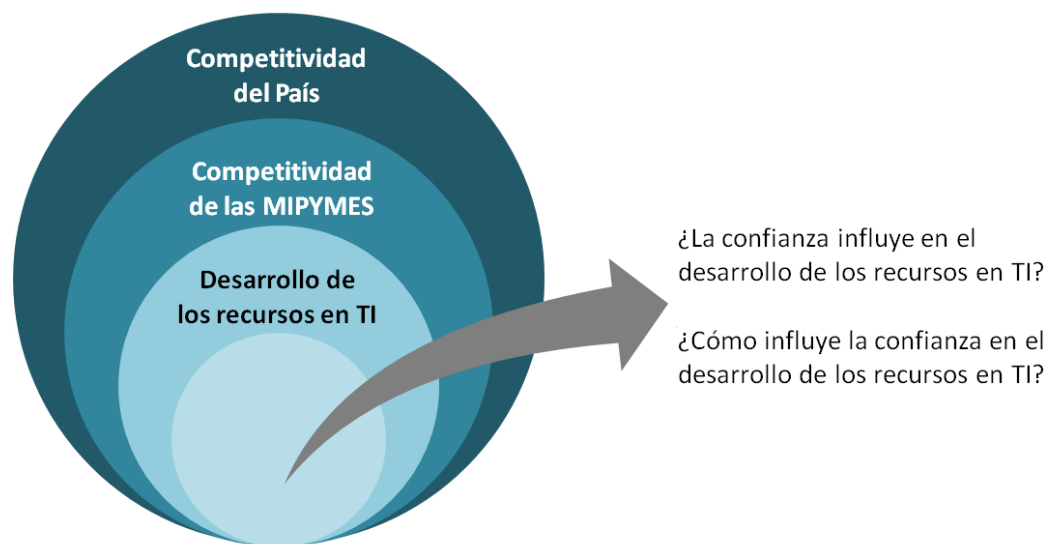 Competitividad
del País
Competitividad
de las MIPYMES
Desarrollo de
los recursos en TI
¿La confianza influye en el
desarrollo de los recursos en TI?
¿Cómo influye la confianza en el
desarrollo de los recursos en TI?